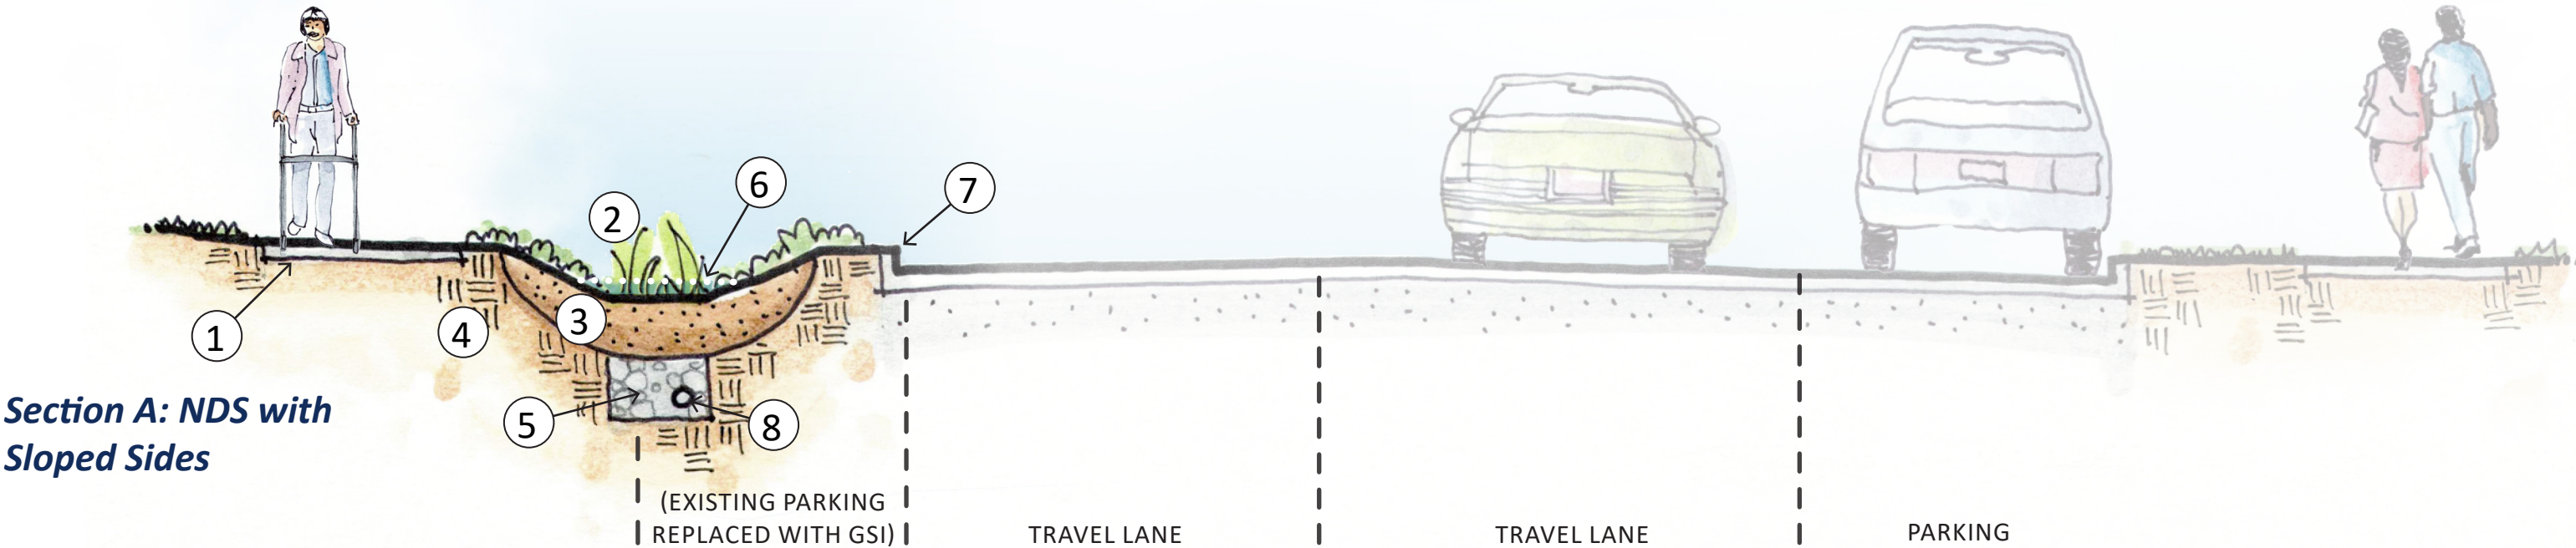 6
7
2
3
1
4
5
8
Section A: NDS with
Sloped Sides
(EXISTING PARKING
REPLACED WITH GSI)
TRAVEL LANE
TRAVEL LANE
PARKING